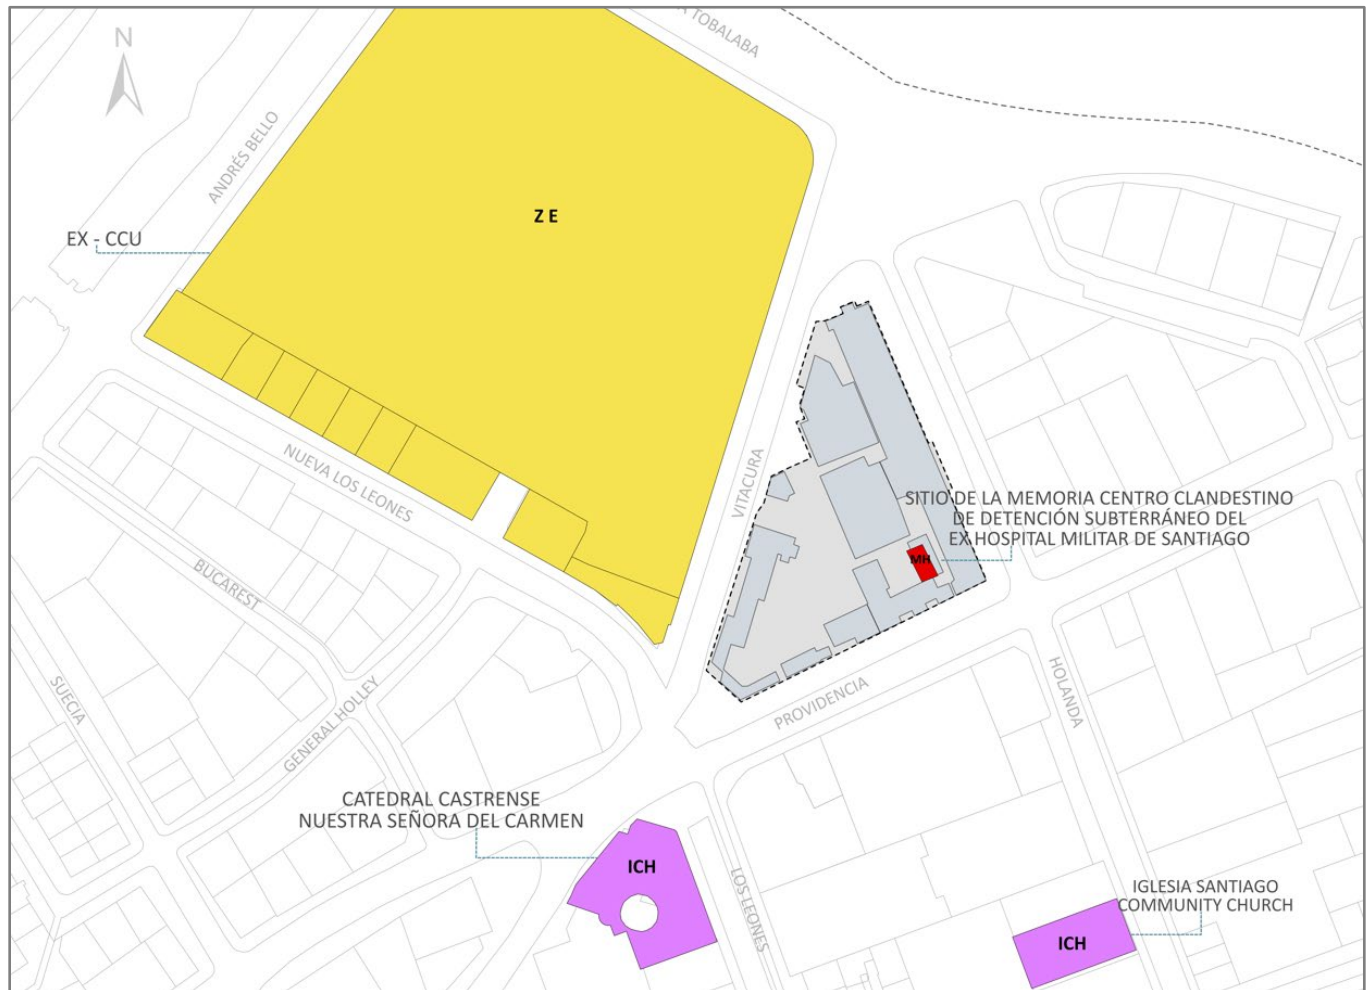 N
TOBALABA
ANDRÉS BELLO
Z E
EX - CCU
NUEVA LOS LEONES
VITACURA
SITIO DE LA MEMORIA CENTRO CLANDESTINO
DE DETENCIÓN SUBTERRÁNEO DEL
EX HOSPITAL MILITAR DE SANTIAGO
MH
BUCAREST
SUECIA
GENERAL HOLLEY
PROVIDENCIA
HOLANDA
CATEDRAL CASTRENSE
NUESTRA SEÑORA DEL CARMEN
ICH
LOS LEONES
IGLESIA SANTIAGO
COMMUNITY CHURCH
ICH